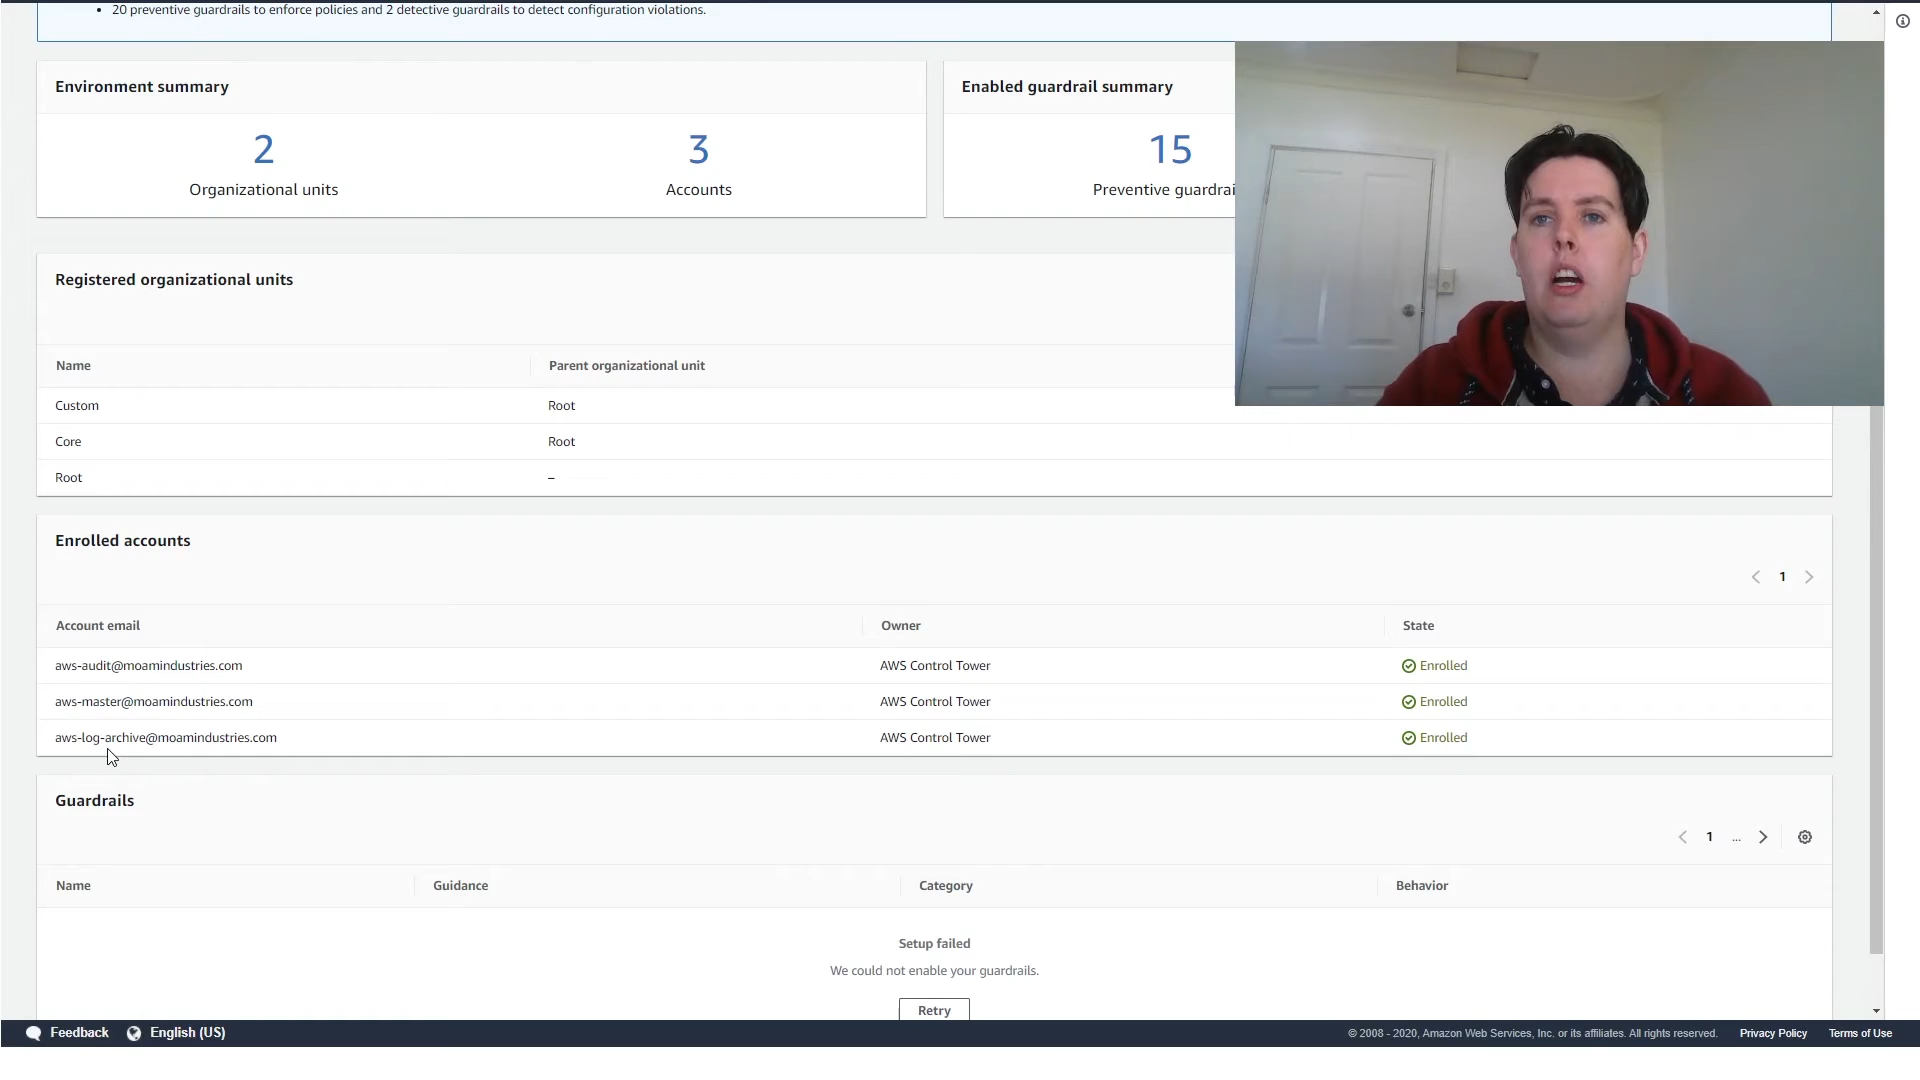 • 20 preventive guardrails to enforce policies and 2 detective guardrails to detect configuration violations.
Environment summary
2
Organizational units
3
Accounts
Enabled guardrail summary
15
Preventive guardrai
Registered organizational units
Name Parent organizational unit
Custom Root
Core Root
Root –
Enrolled accounts
1
Account email Owner State
aws-audit@moamindustries.com AWS Control Tower Enrolled
aws-master@moamindustries.com AWS Control Tower Enrolled
aws-log-archive@moamindustries.com AWS Control Tower Enrolled
Guardrails
1 ...
Name Guidance Category Behavior
Setup failed
We could not enable your guardrails.
Retry
Feedback English (US) © 2008 - 2020, Amazon Web Services, Inc. or its affiliates. All rights reserved. Privacy Policy Terms of Use